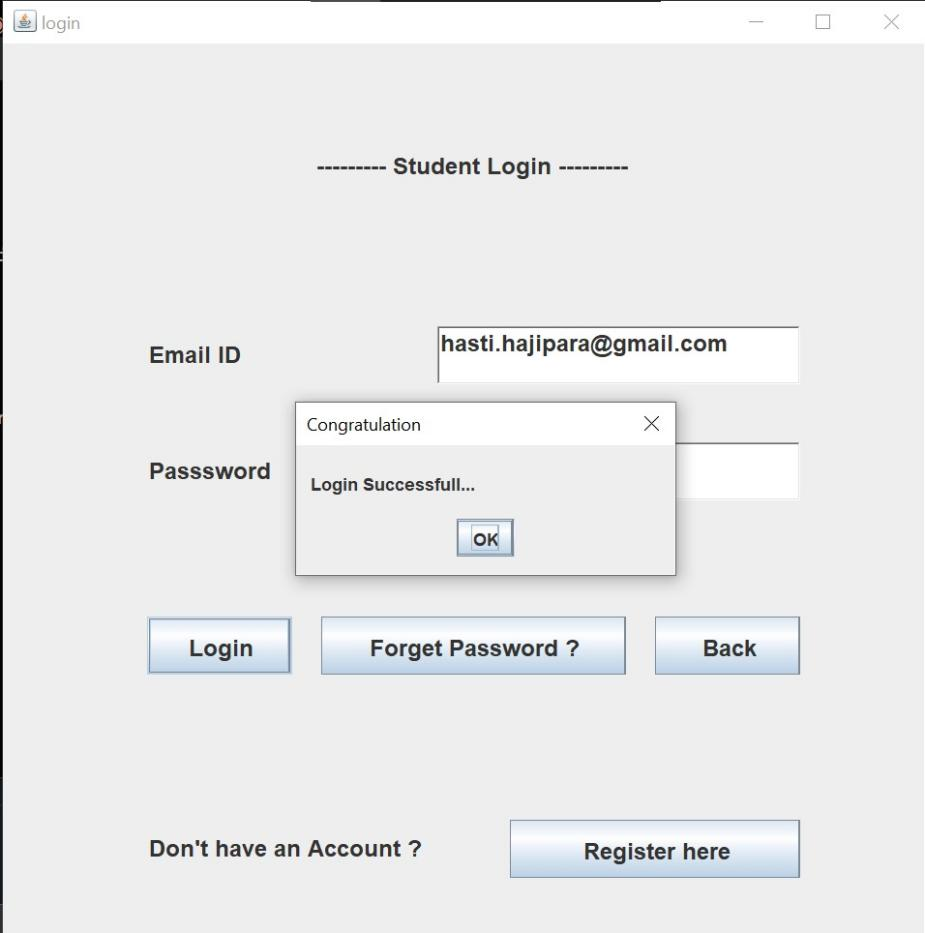 login
--------- Student Login ---------
Email ID
hasti.hajipara@gmail.com
Congratulation
Passsword
Login Successfull...
OK
Login
Forget Password ?
Back
Don't have an Account ?
Register here